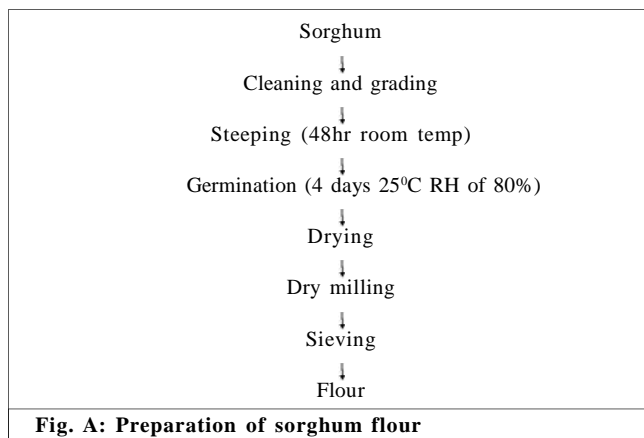 Sorghum
Cleaning and grading
Steeping (48hr room temp)
Germination (4 days 25⁰C RH of 80%)
Drying
Dry milling
Sieving
Flour
Fig. A: Preparation of sorghum flour